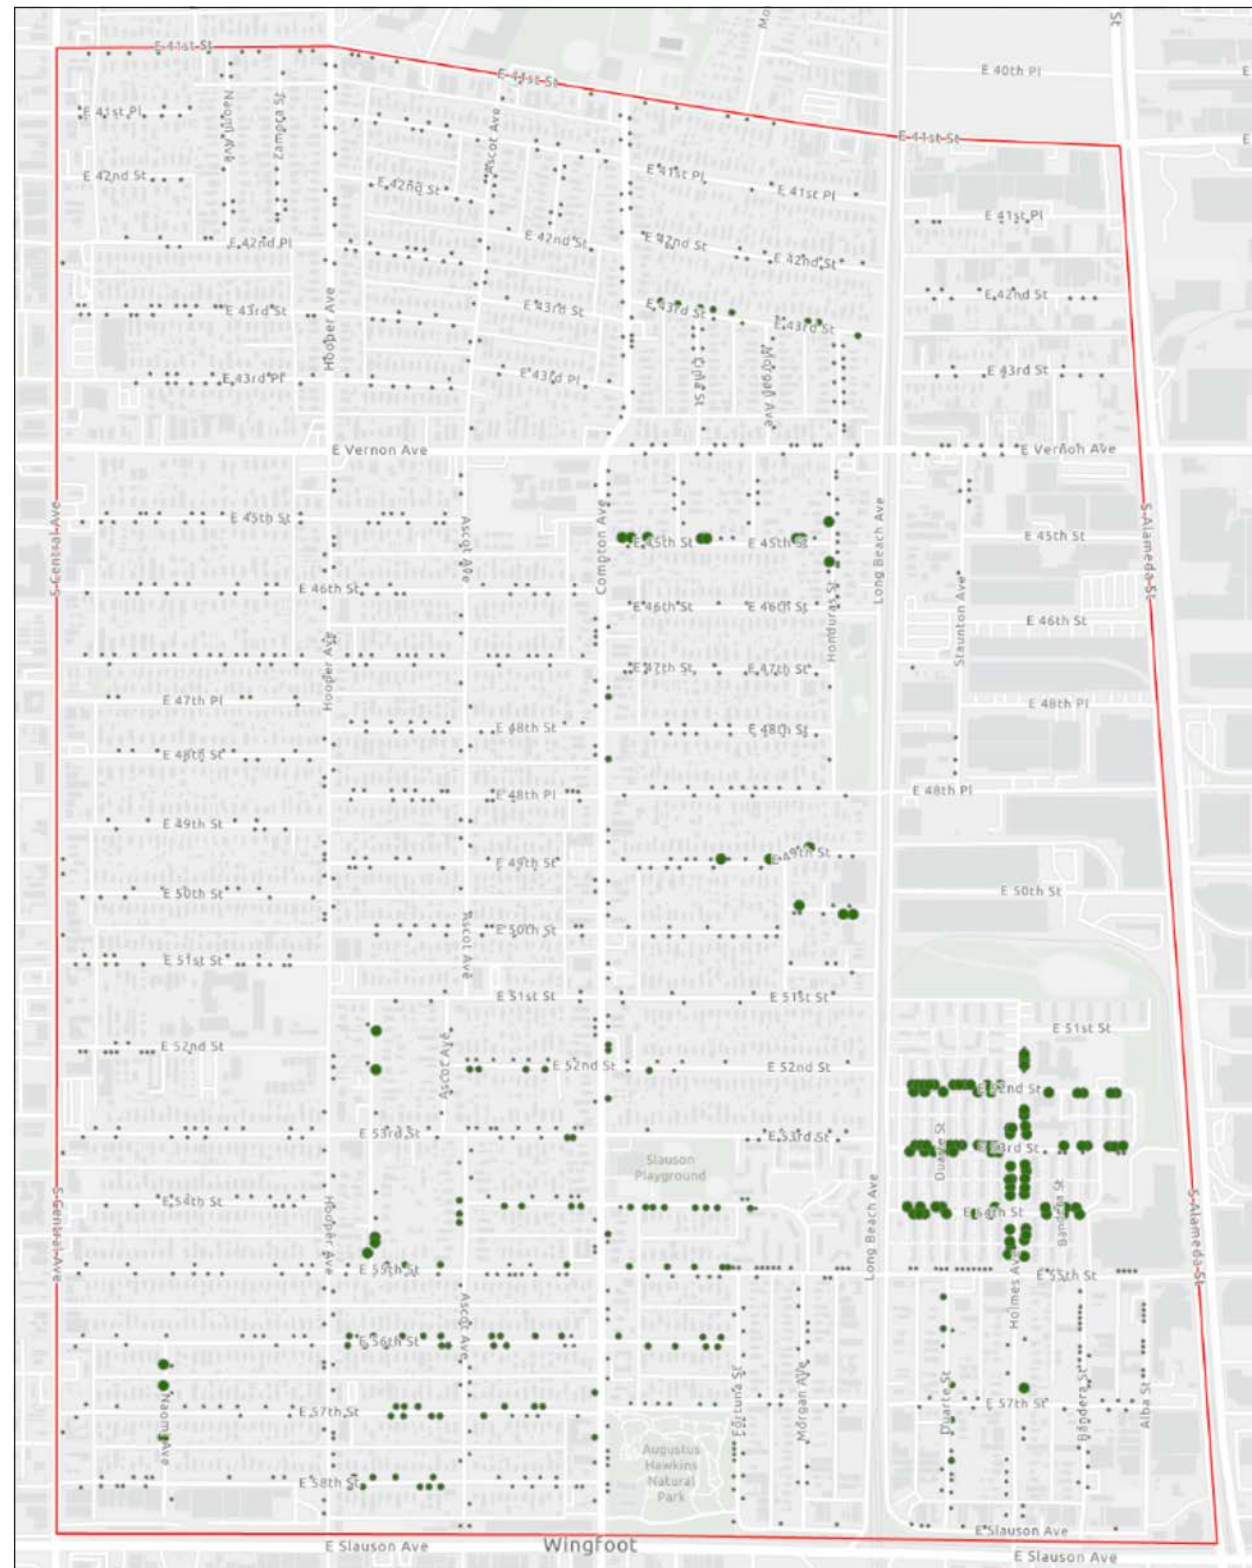 St
Mo
E 41st St
E 40th Pl
E
E 41st St
E 41st Pl
Naomi Ave
Zamora St
Ascot Ave
E 41st St
E
E 42nd St
E 42nd St
E 41st Pl
E 41st Pl
E 41st Pl
E 42nd Pl
E 42nd St
E 42nd St
E 42nd St
E 42nd St
E 43rd St
Hooper Ave
E 43rd St
E 43rd St
E 43rd St
E 43rd Pl
E 43rd Pl
Morgan Ave
E 43rd St
E Vernon Ave
E Vernon Ave
S Central Ave
E 45th St
Ascot Ave
Compton Ave
E 45th St
E 45th St
Long Beach Ave
E 45th St
S Alameda St
E 46th St
E 46th St
E 46th St
Honduras St
Staunton Ave
E 46th St
Hooper Ave
E 47th St
E 47th St
E 47th Pl
E 48th St
E 48th St
E 48th Pl
E 48th St
E 48th Pl
E 48th Pl
E 49th St
E 49th St
E 49th St
E 50th St
E 50th St
Ascot Ave
E 50th St
E 51st St
E 51st St
E 51st St
E 51st St
E 52nd St
Ascot Ave
E 52nd St
E 52nd St
E 52nd St
E 53rd St
E 53rd St
Duarte St
53rd St
Slauson
Playground
S Central Ave
E 54th St
Hooper Ave
Long Beach Ave
E 54th St
Bandera St
S Alameda St
E 55th St
E 55th St
Holmes Ave
E 56th St
Ascot Ave
Naomi Ave
E 57th St
Fortuna St
Morgan Ave
Duarte St
E 57th St
Bandera St
Alba St
Augustus
Hawkins
Natural
Park
E 58th St
E Slauson Ave
E Slauson Ave
Wingfoot
E Slauson Ave